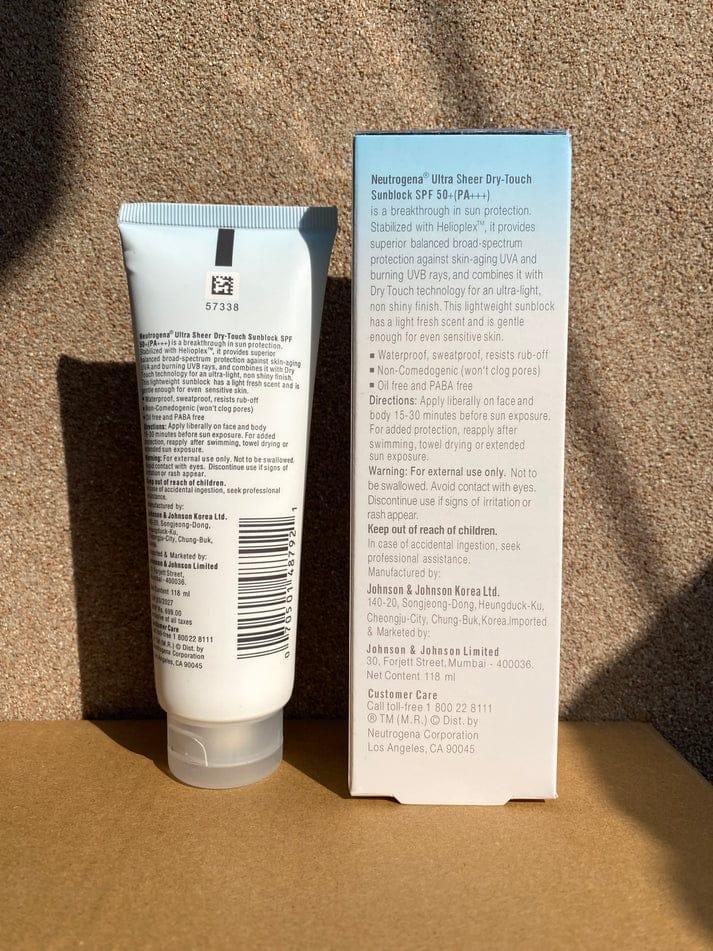 57338
Neutrogena® Ultra Sheer Dry-Touch Sunblock SPF
50+(PA+++) is a breakthrough in sun protection.
Stabilized with Helioplex™, it provides superior
balanced broad-spectrum protection against skin-aging
UVA and burning UVB rays, and combines it with Dry
Touch technology for an ultra-light, non shiny finish.
This lightweight sunblock has a light fresh scent and is
gentle enough for even sensitive skin.
Waterproof, sweatproof, resists rub-off
Non-Comedogenic (won't clog pores)
Oil free and PABA free
Directions: Apply liberally on face and body
15-30 minutes before sun exposure. For added
protection, reapply after swimming, towel drying or
extended sun exposure.
Warning: For external use only. Not to be swallowed.
Avoid contact with eyes. Discontinue use if signs of
irritation or rash appear.
Keep out of reach of children.
case of accidental ingestion, seek professional
Johnson & Johnson Korea Ltd.
Songjeong-Dong,
Chung-Buk,
& Marketed by:
& Johnson Limited
Forjett Street,
400036.
Content 118 ml
699.00
of all taxes
Care
free 1 800 22 8111
TM (M.R.) © Dist. by
Neutrogena Corporation
Angeles, CA 90045
0 70501 48792 1
Neutrogena® Ultra Sheer Dry-Touch
Sunblock SPF 50+(PA+++)
is a breakthrough in sun protection.
Stabilized with Helioplex™, it provides
superior balanced broad-spectrum
protection against skin-aging UVA and
burning UVB rays, and combines it with
Dry Touch technology for an ultra-light,
non shiny finish. This lightweight sunblock
has a light fresh scent and is gentle
enough for even sensitive skin.
▪ Waterproof, sweatproof, resists rub-off
▪ Non-Comedogenic (won't clog pores)
▪ Oil free and PABA free
Directions: Apply liberally on face and
body 15-30 minutes before sun exposure.
For added protection, reapply after
swimming, towel drying or extended
sun exposure.
Warning: For external use only. Not to
be swallowed. Avoid contact with eyes.
Discontinue use if signs of irritation or
rash appear.
Keep out of reach of children.
In case of accidental ingestion, seek
professional assistance.
Manufactured by:
Johnson & Johnson Korea Ltd.
140-20, Songjeong-Dong, Heungduck-Ku,
Cheongju-City, Chung-Buk,Korea.Imported
& Marketed by:
Johnson & Johnson Limited
30, Forjett Street,Mumbai - 400036.
Net Content 118 ml
Customer Care
Call toll-free 1 800 22 8111
® TM (M.R.) © Dist. by
Neutrogena Corporation
Los Angeles, CA 90045